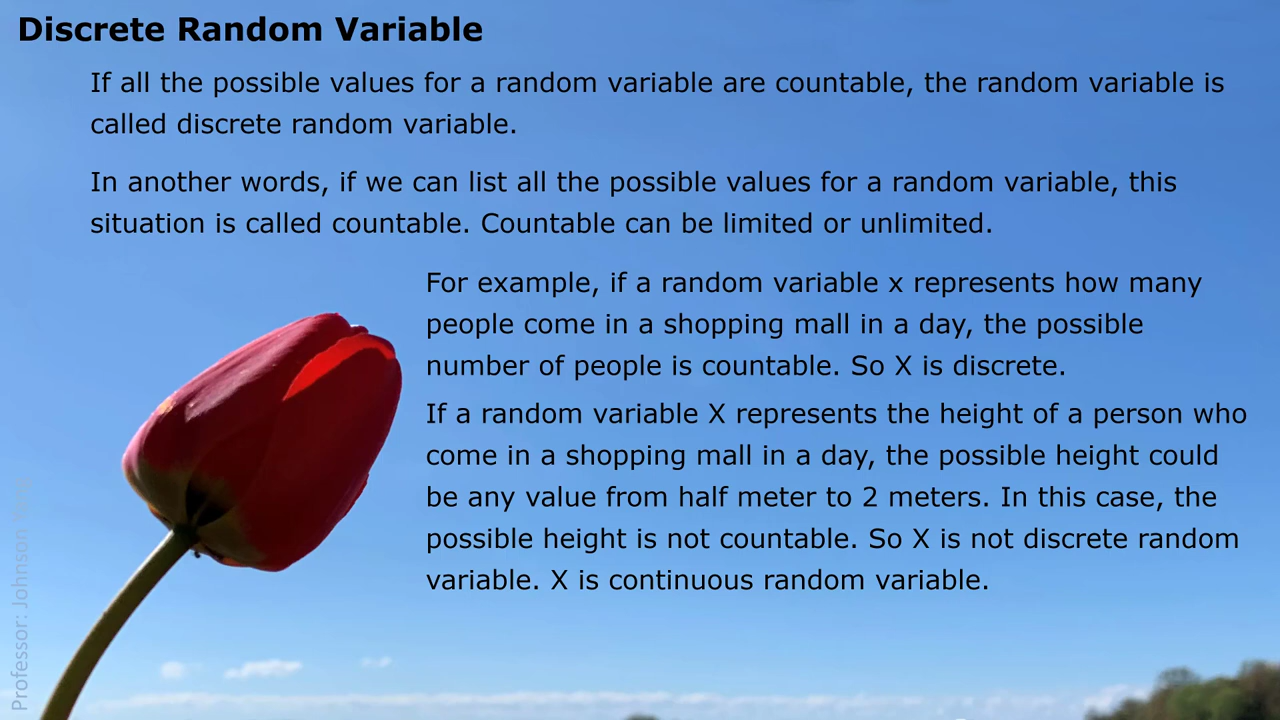 Discrete Random Variable
If all the possible values for a random variable are countable, the random variable is
called discrete random variable.
In another words, if we can list all the possible values for a random variable, this
situation is called countable. Countable can be limited or unlimited.
For example, if a random variable x represents how many
people come in a shopping mall in a day, the possible
number of people is countable. So X is discrete.
If a random variable X represents the height of a person who
come in a shopping mall in a day, the possible height could
be any value from half meter to 2 meters. In this case, the
possible height is not countable. So X is not discrete random
variable. X is continuous random variable.
Professor: Johnson